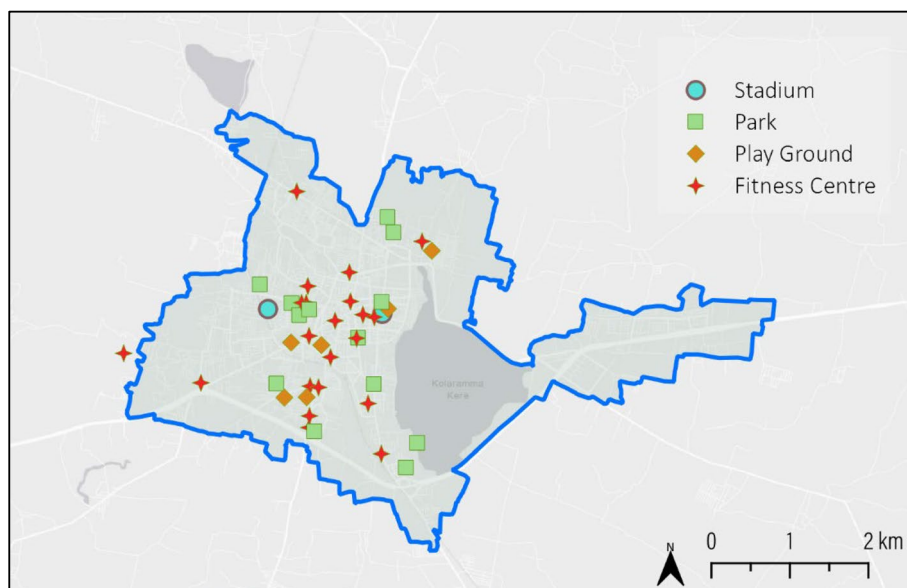 Stadium
Park
Play Ground
Fitness Centre
Kolaramma
Kere
N
0 1 2 km